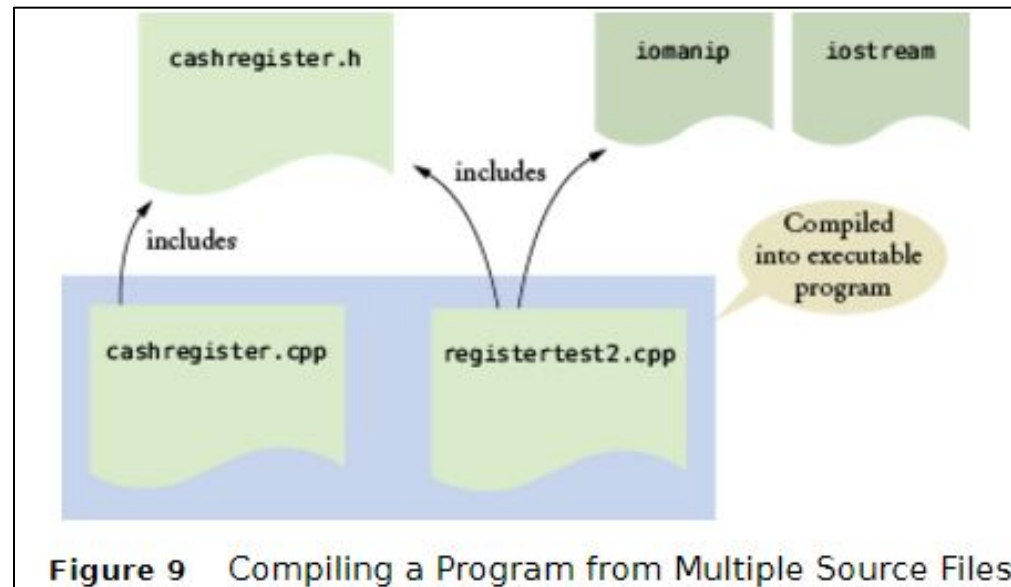 cashregister.h
iomanip
iostream
includes
includes
Compiled
into executable
program
cashregister.cpp
registertest2.cpp
Figure 9 Compiling a Program from Multiple Source Files